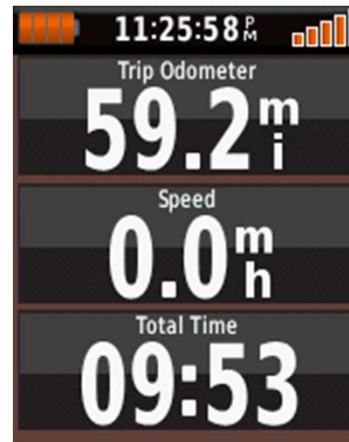 11:25:58 PM
Trip Odometer
59.2 mi
Speed
0.0 mh
Total Time
09:53